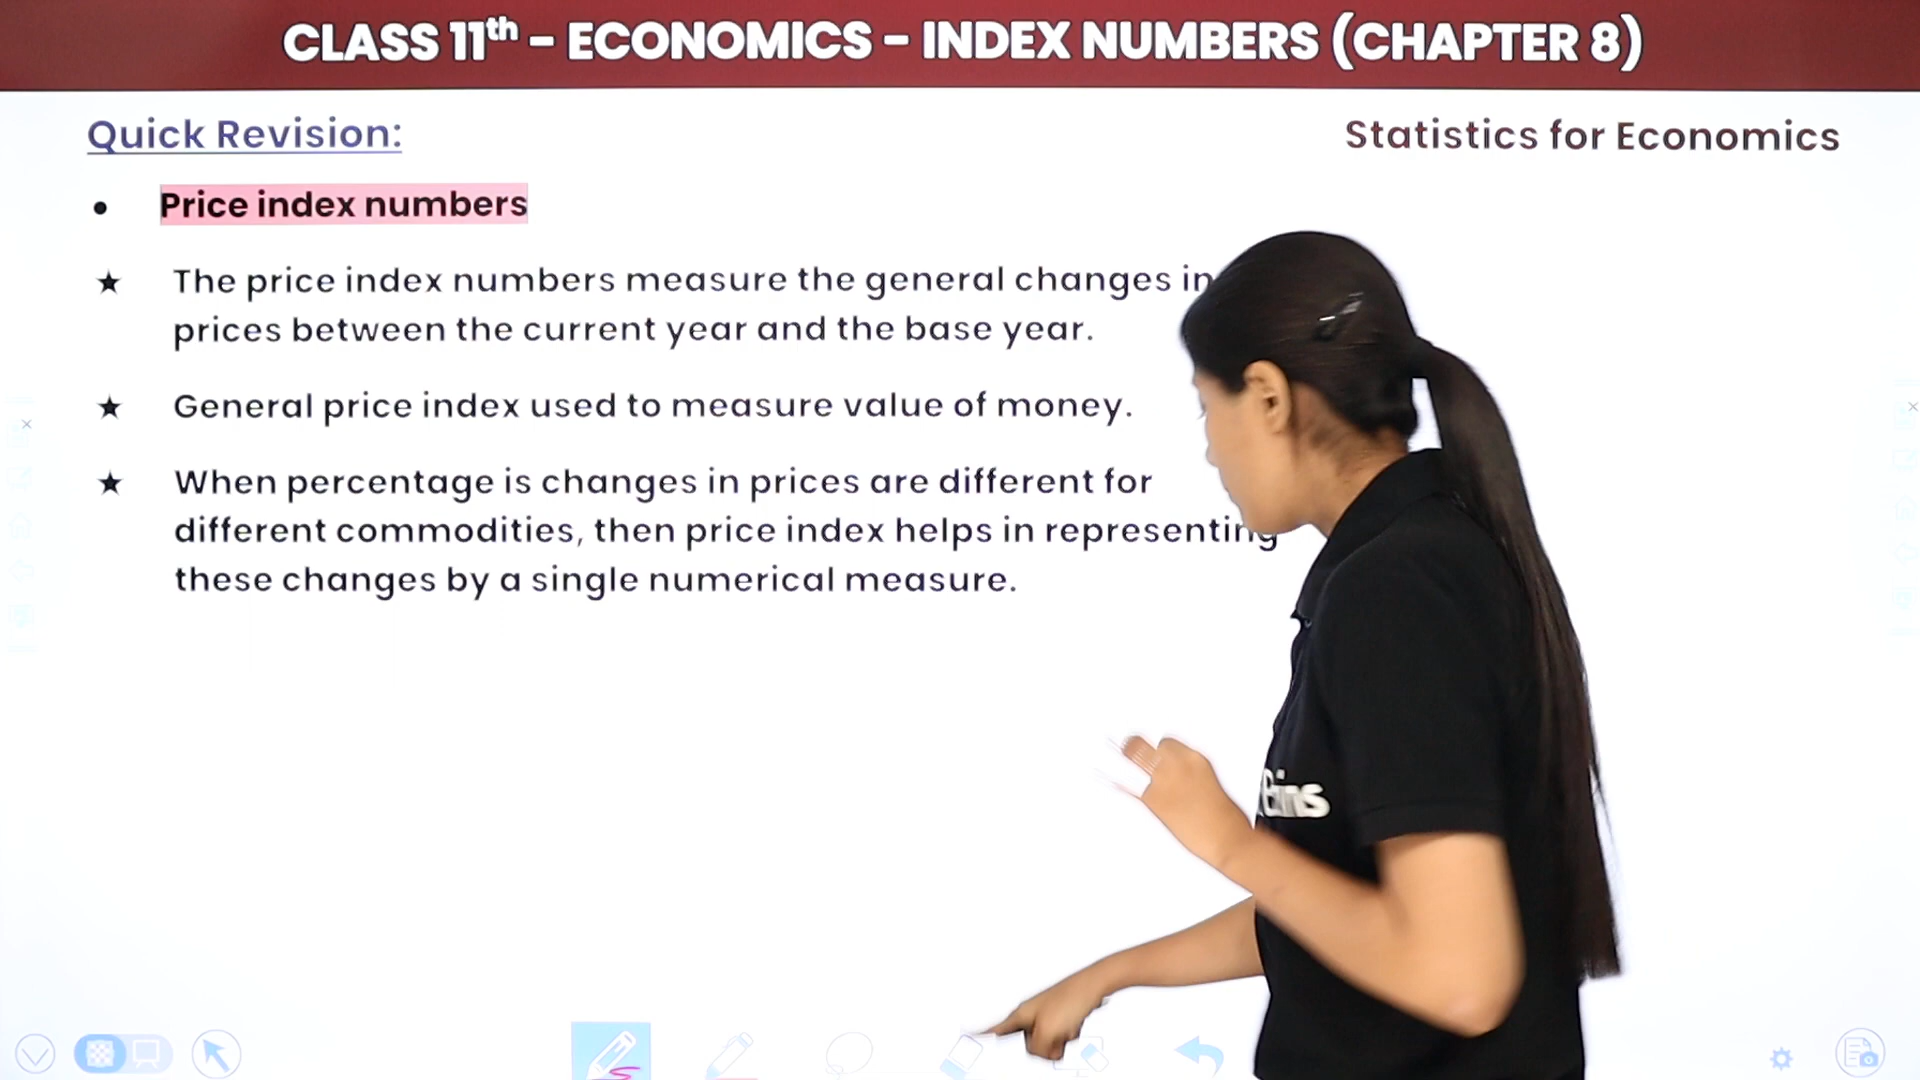 CLASS 11th - ECONOMICS - INDEX NUMBERS (CHAPTER 8)
Quick Revision:
Statistics for Economics
• Price index numbers
★ The price index numbers measure the general changes in
prices between the current year and the base year.
★ General price index used to measure value of money.
★ When percentage is changes in prices are different for
different commodities, then price index helps in representing
these changes by a single numerical measure.